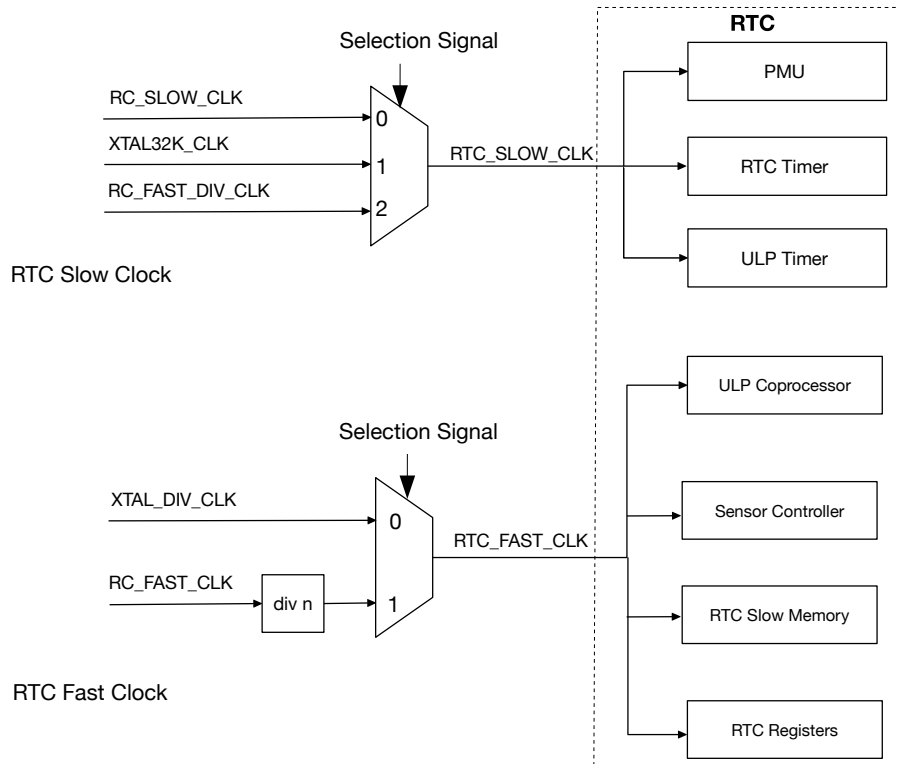 RTC
Selection Signal
PMU
RC_SLOW_CLK
0
XTAL32K_CLK
RTC_SLOW_CLK
1
RTC Timer
RC_FAST_DIV_CLK
2
ULP Timer
RTC Slow Clock
ULP Coprocessor
Selection Signal
XTAL_DIV_CLK
0
Sensor Controller
RTC_FAST_CLK
RC_FAST_CLK
div n
1
RTC Slow Memory
RTC Fast Clock
RTC Registers